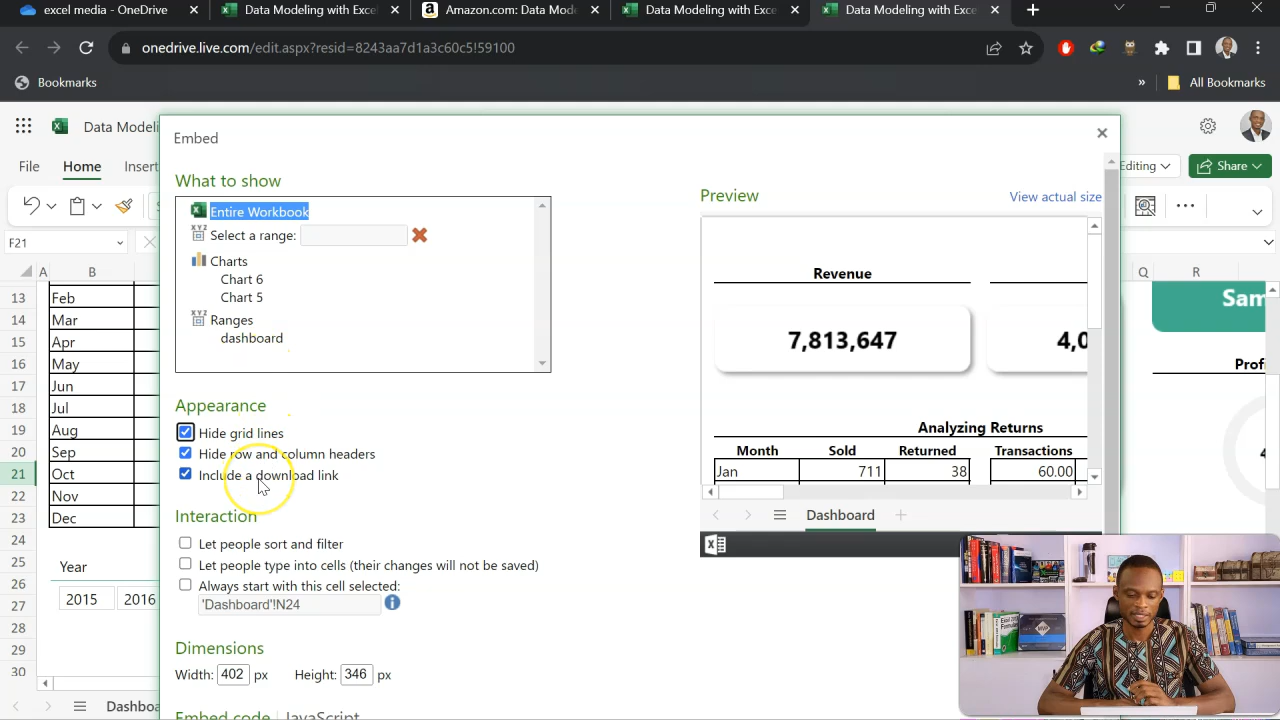 excel media - OneDrive
Data Modeling with Exce
Amazon.com: Data Mode
Data Modeling with Exce
Data Modeling with Exce
onedrive.live.com/edit.aspx?resid=8243aa7d1a3c60c5!59100
Bookmarks
» All Bookmarks
Data Modeli
File Home Insert
Editing
Share
F21
A B
Q R
13 Feb
14 Mar
15 Apr
16 May
17 Jun
18 Jul
19 Aug
20 Sep
21 Oct
22 Nov
23 Dec
24
25
26
27
28
29
30
Year
2015 2016
Dashboa
Sam
Profi
Embed
What to show
Entire Workbook
Select a range:
Charts
Chart 6
Chart 5
Ranges
dashboard
Appearance
Hide grid lines
Hide row and column headers
Include a download link
Interaction
Let people sort and filter
Let people type into cells (their changes will not be saved)
Always start with this cell selected:
'Dashboard'!N24
Dimensions
Width: 402 px Height: 346 px
Embed code JavaScript
Preview
View actual size
Revenue
7,813,647 4,0
Analyzing Returns
Month Sold Returned Transactions
Jan 711 38 60.00
Dashboard